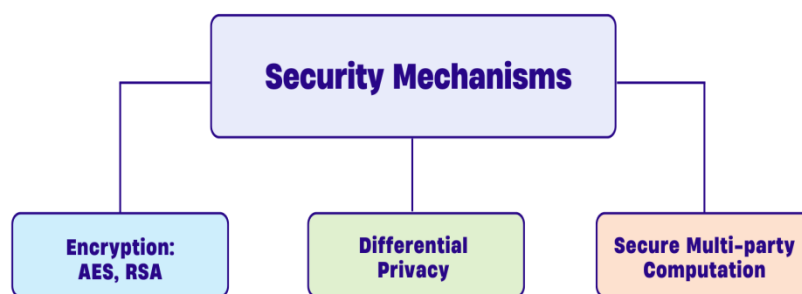 Security Mechanisms
Encryption:
AES, RSA
Differential
Privacy
Secure Multi-party
Computation